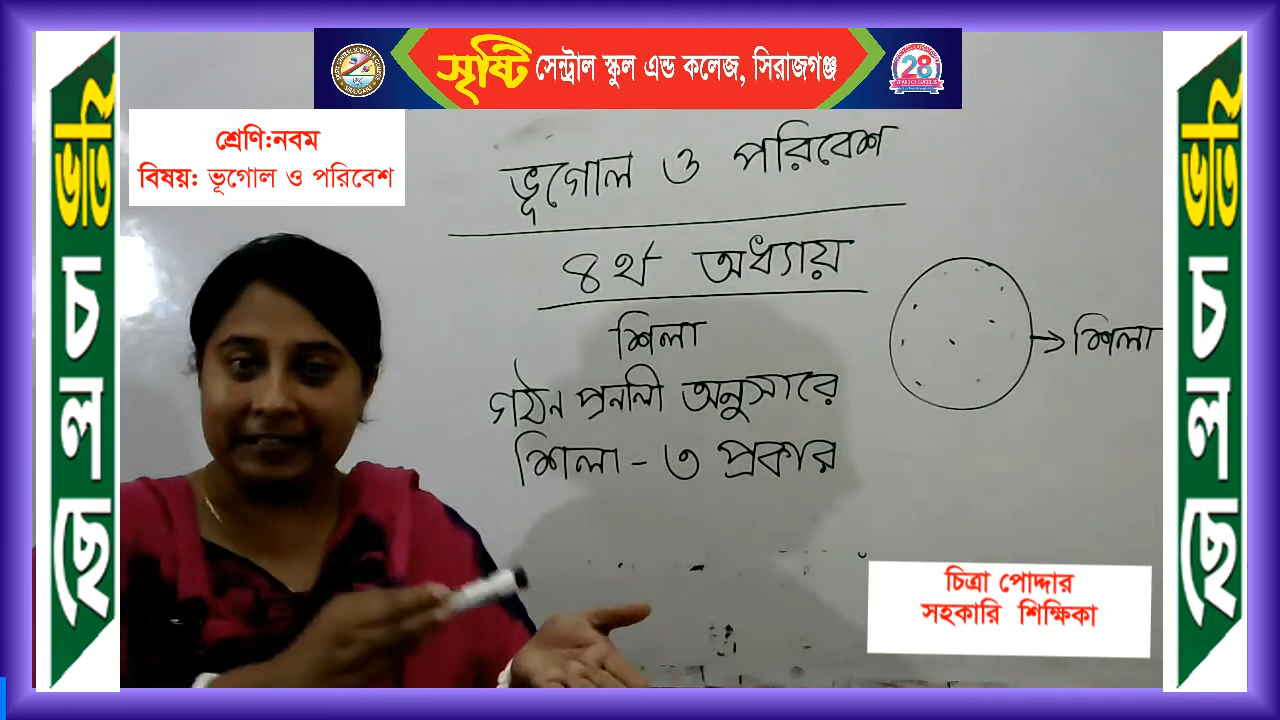 সৃষ্টি সেন্ট্রাল স্কুল এন্ড কলেজ, সিরাজগঞ্জ
28
শ্রেণি:নবম
বিষয়: ভূগোল ও পরিবেশ
ভর্তি চলছে
ভূগোল ও পরিবেশ
৪র্থ অধ্যায়
শিলা
গঠন প্রনলী অনুসারে
শিলা - ৩ প্রকার
শিলা
চিত্রা পোদ্দার
সহকারি শিক্ষিকা
ভর্তি চলছে